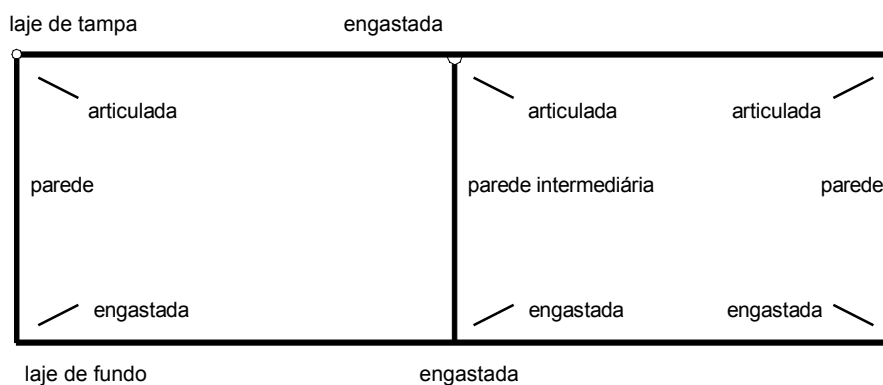 laje de tampa engastada
articulada articulada articulada
parede parede intermediária parede
engastada engastada engastada
laje de fundo engastada